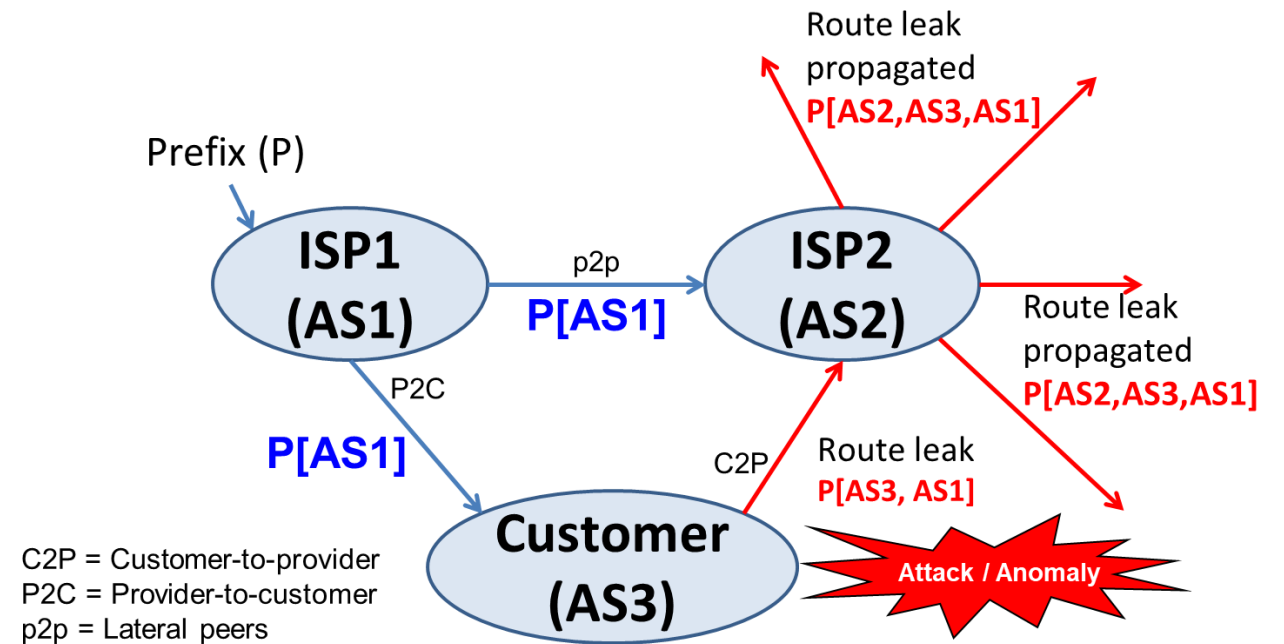 Route leak
propagated
P[AS2,AS3,AS1]
Prefix (P)
ISP1
(AS1)
p2p
P[AS1]
ISP2
(AS2)
Route leak
propagated
P[AS2,AS3,AS1]
P2C
P[AS1]
C2P
Route leak
P[AS3, AS1]
Customer
(AS3)
Attack / Anomaly
C2P = Customer-to-provider
P2C = Provider-to-customer
p2p = Lateral peers